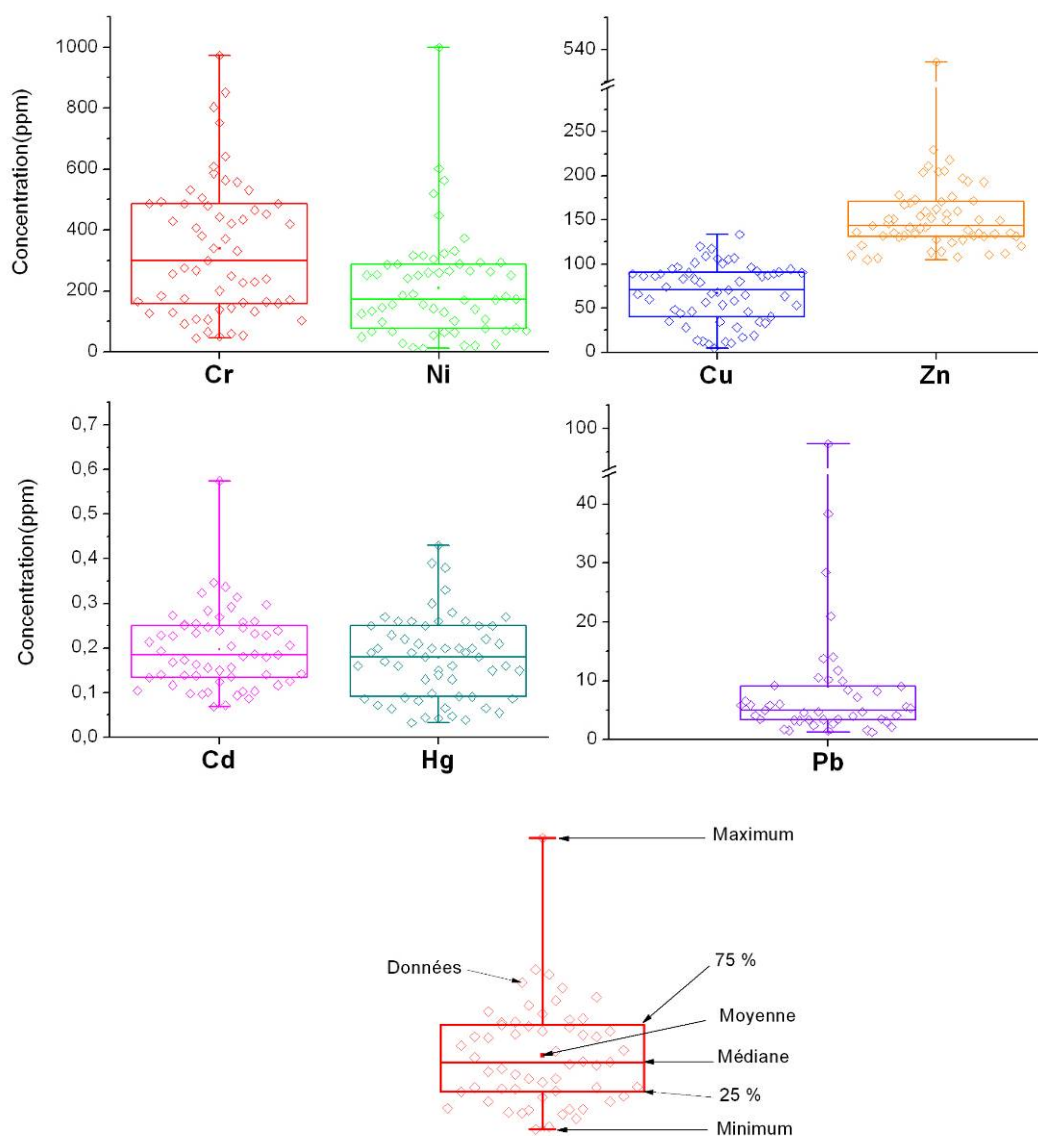 Concentration(ppm)
1000
800
600
400
200
0
Cr
Ni
540
250
200
150
100
50
0
Cu
Zn
Concentration(ppm)
0,7
0,6
0,5
0,4
0,3
0,2
0,1
0,0
Cd
Hg
100
40
30
20
10
0
Pb
Maximum
Données
75 %
Moyenne
Médiane
25 %
Minimum